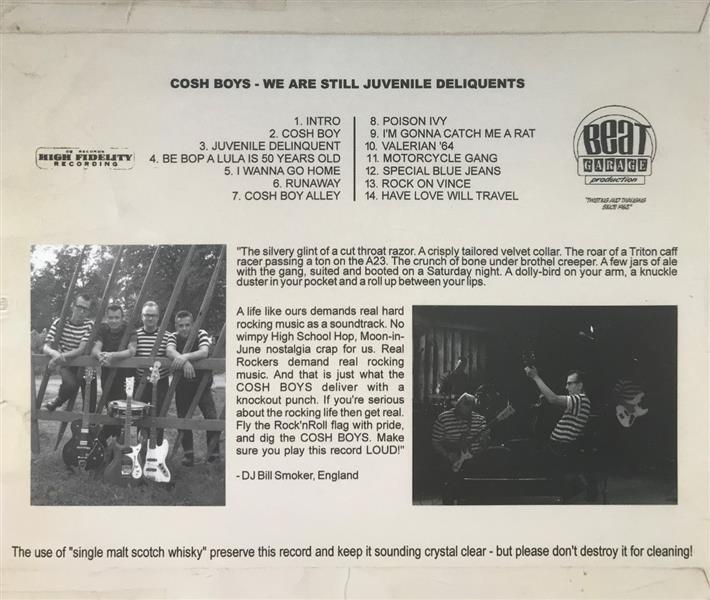 COSH BOYS - WE ARE STILL JUVENILE DELIQUENTS
1. INTRO
2. COSH BOY
3. JUVENILE DELINQUENT
4. BE BOP A LULA IS 50 YEARS OLD
5. I WANNA GO HOME
6. RUNAWAY
7. COSH BOY ALLEY
8. POISON IVY
9. I'M GONNA CATCH ME A RAT
10. VALERIAN '64
11. MOTORCYCLE GANG
12. SPECIAL BLUE JEANS
13. ROCK ON VINCE
14. HAVE LOVE WILL TRAVEL
RECORDS
HIGH FIDELITY
RECORDING
BEAT
GARAGE
production
"TWISTING AND THRASHING
"The silvery glint of a cut throat razor. A crisply tailored velvet collar. The roar of a Triton caff
racer passing a ton on the A23. The crunch of bone under brothel creeper. A few jars of ale
with the gang, suited and booted on a Saturday night. A dolly-bird on your arm, a knuckle
duster in your pocket and a roll up between your lips.
A life like ours demands real hard
rocking music as a soundtrack. No
wimpy High School Hop, Moon-in-
June nostalgia crap for us. Real
Rockers demand real rocking
music. And that is just what the
COSH BOYS deliver with a
knockout punch. If you're serious
about the rocking life then get real.
Fly the Rock'nRoll flag with pride,
and dig the COSH BOYS. Make
sure you play this record LOUD!"
- DJ Bill Smoker, England
The use of "single malt scotch whisky" preserve this record and keep it sounding crystal clear - but please don't destroy it for cleaning!